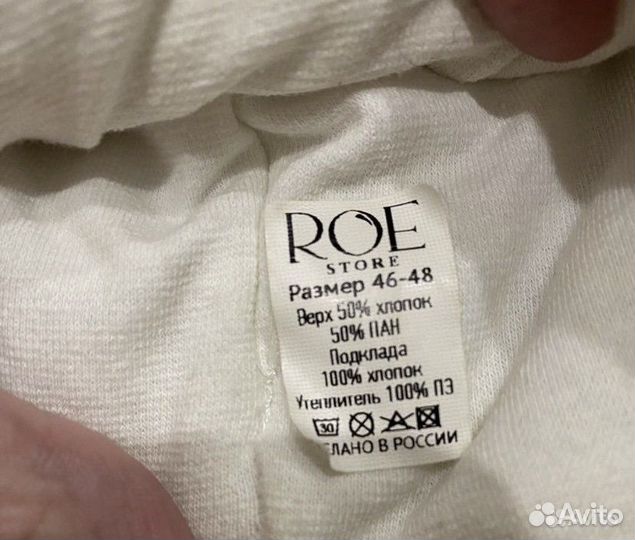 ROE
STORE
Размер 46-48
Верх 50% хлопок
50% ПАН
Подклада
100% хлопок
Утеплитель 100% ПЭ
30
ЛАНО В РОССИИ
Avito